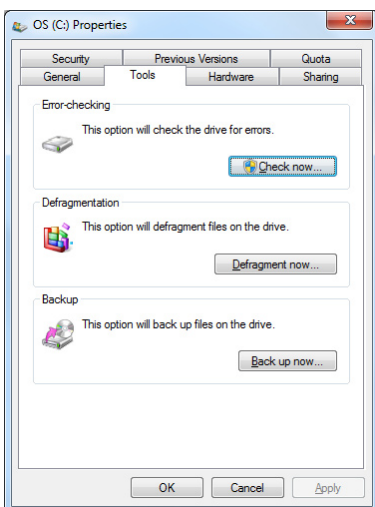 OS (C:) Properties
Security Previous Versions Quota
General Tools Hardware Sharing
Error-checking
This option will check the drive for errors.
Check now...
Defragmentation
This option will defragment files on the drive.
Defragment now...
Backup
This option will back up files on the drive.
Back up now...
OK Cancel Apply